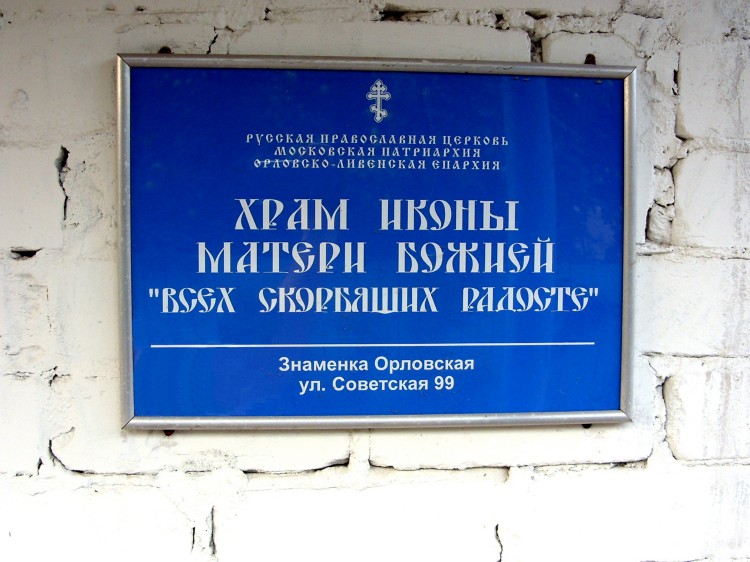 РУССКАЯ ПРАВОСЛАВНАЯ ЦЕРКОВЬ
МОСКОВСКАЯ ПАТРИАРХИЯ
ОРЛОВСКО-ЛИВЕНСКАЯ ЕПАРХИЯ
ХРАМ ИКОНЫ
МАТЕРИ БОЖИЕЙ
"ВСЕХ СКОРБЯЩИХ РАДОСТЕ"
Знаменка Орловская
ул. Советская 99